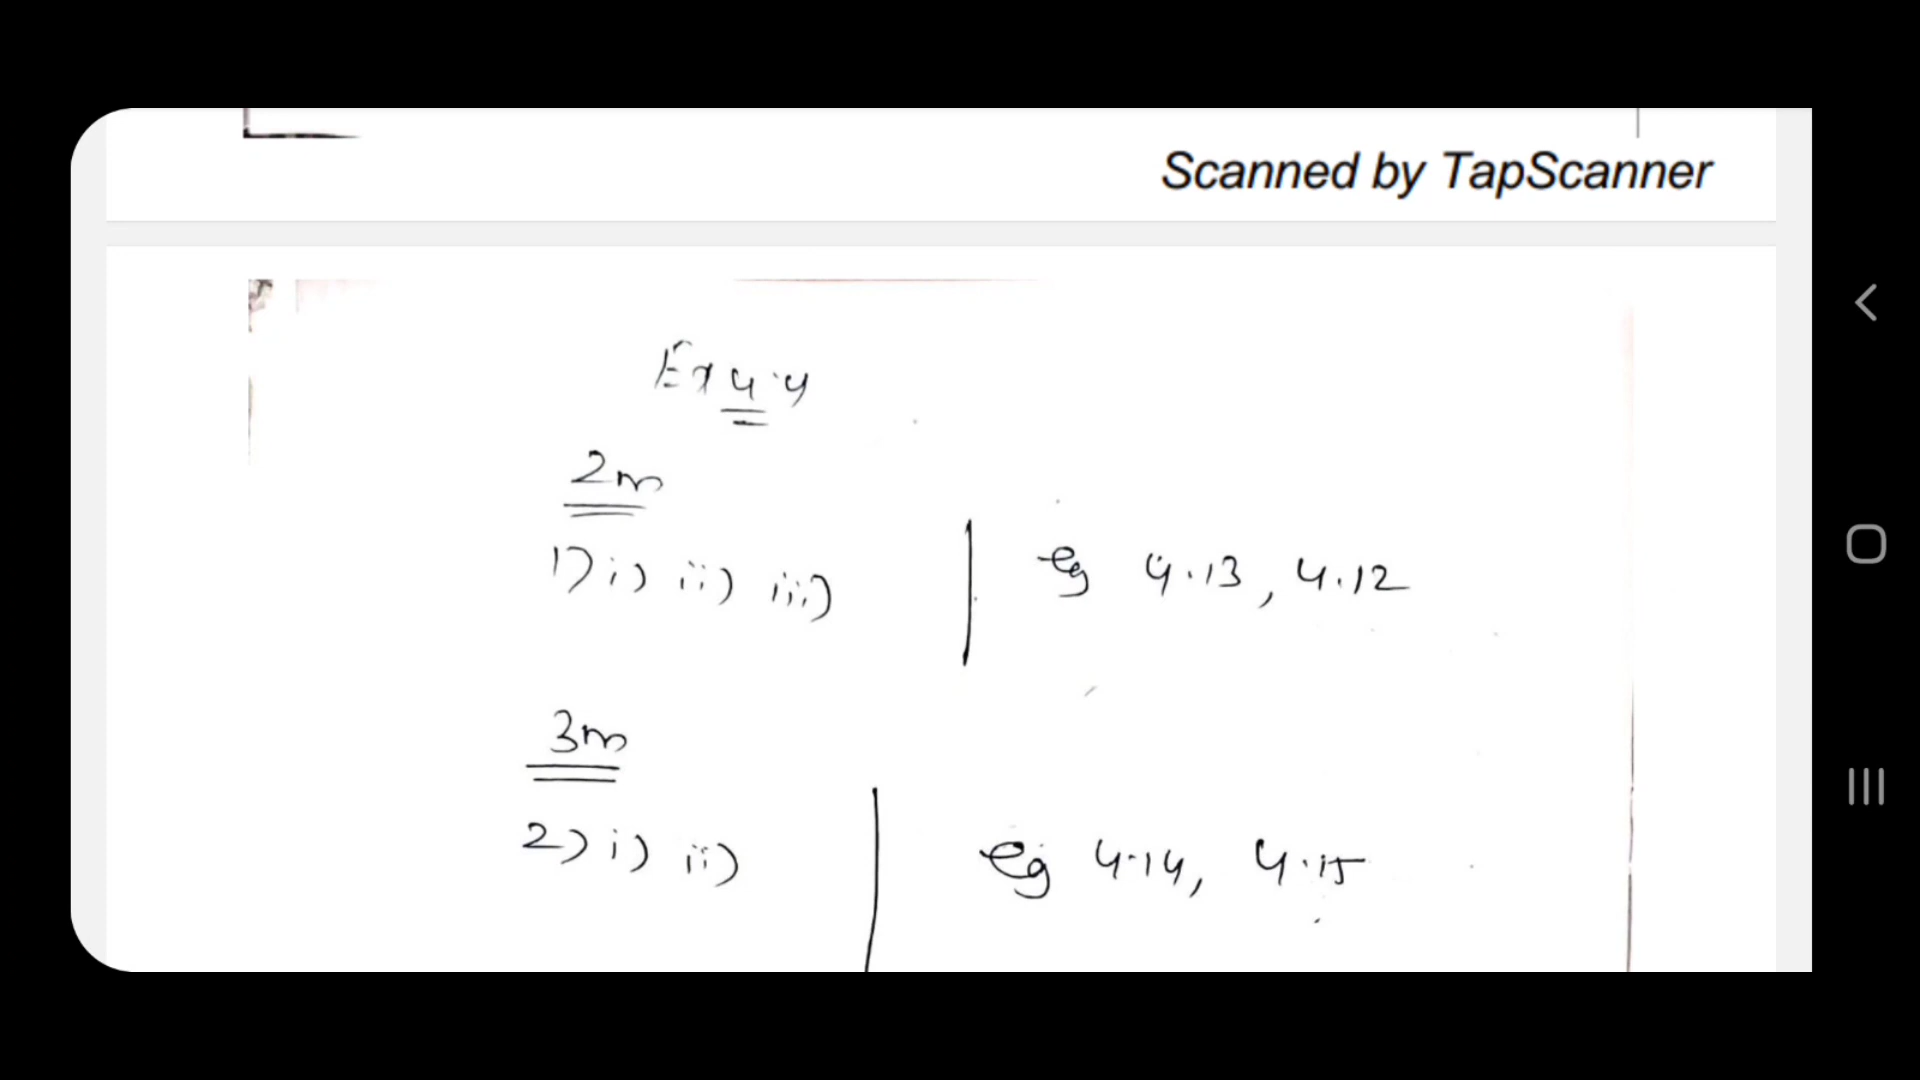 Scanned by TapScanner
Ex 4.4
2m
1) i) ii) iii) | eg 4.13, 4.12
3m
2) i) ii) | eg 4.14, 4.15